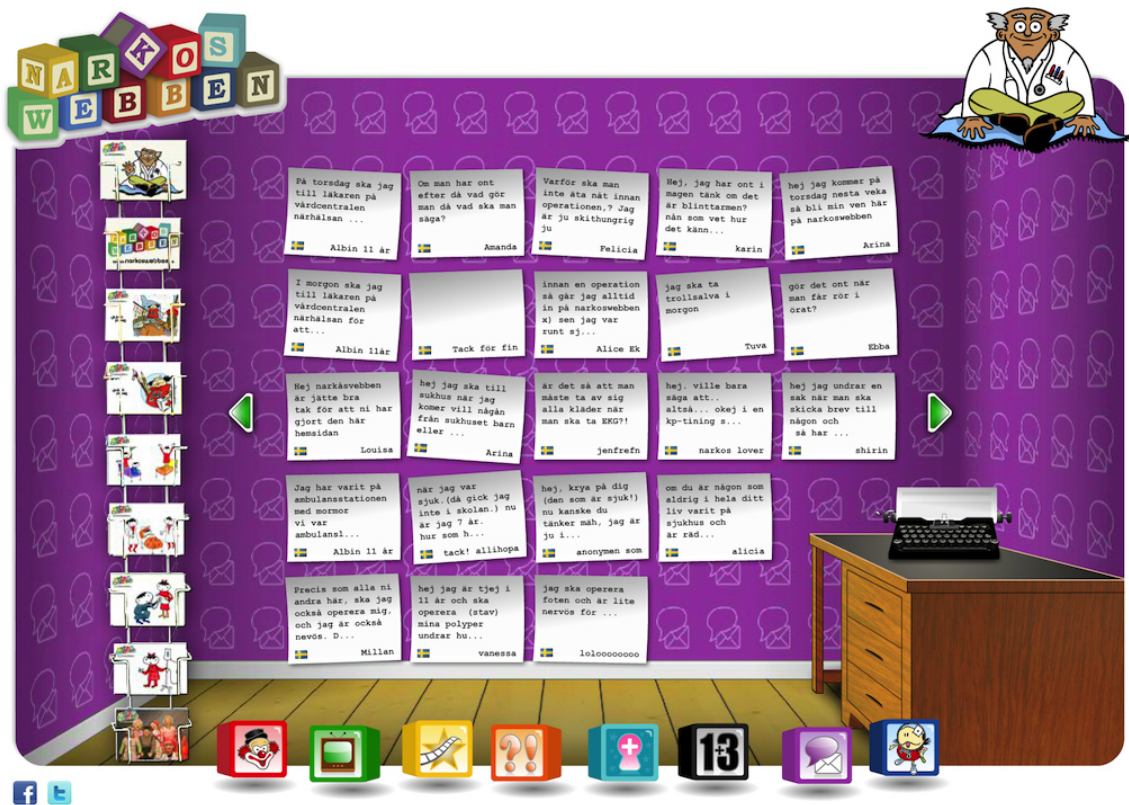 NARKOS
WEBBEN
På torsdag ska jag
till läkaren på
vårdcentralen
närhälsan ...
Albin 11 år
Om man har ont
efter då vad gör
man då vad ska man
säga?
Amanda
Varför ska man
inte äta nåt innan
operationen,? Jag
är ju skithungrig
ju
Felicia
Hej, jag har ont i
magen tänk om det
är blinttarmen?
nån som vet hur
det känn...
karin
hej jag kommer på
torsdag nesta veka
så bli min ven här
på narkoswebben
Arina
I morgon ska jag
till läkaren på
vårdcentralen
närhälsan för
att...
Albin 11år
Tack för fin
innan en operation
så går jag alltid
in på narkoswebben
x) sen jag var
runt sj...
Alice Ek
jag ska ta
trollsalva i
morgon
Tuva
gör det ont när
man får rör i
örat?
Ebba
Hej narkåsvebben
är jätte bra
tak för att ni har
gjort den här
hemsidan
Louisa
hej jag ska till
sukhus när jag
komer vill någån
från sukhuset barn
eller ...
Arina
är det så att man
måste ta av sig
alla kläder när
man ska ta EKG?!
jenfrefn
hej. ville bara
säga att..
altså... okej i en
kp-tining s...
narkos lover
hej jag undrar en
sak når man ska
skicka brev till
någon och
så har ...
shirin
Jag har varit på
ambulansstationen
med mormor
vi var
ambulansl...
Albin 11 år
når jag var
sjuk.(då gick jag
inte i skolan.) nu
är jag 7 år.
hur som h...
tack! allihopa
hej, krya på dig
(den som är sjuk!)
nu kanske du
tänker mäh, jag är
ju i...
anonymen som
om du är någon som
aldrig i hela ditt
liv varit på
sjukhus och
är räd...
alicia
Precis som alla ni
andra här, ska jag
också operera mig,
och jag är också
nevös. D...
Millan
hej jag är tjej i
11 år och ska
operera (stav)
mina polyper
undrar hu...
vanessa
jag ska operera
foten och är lite
nervös för ...
loloooooooo
?!
13
+